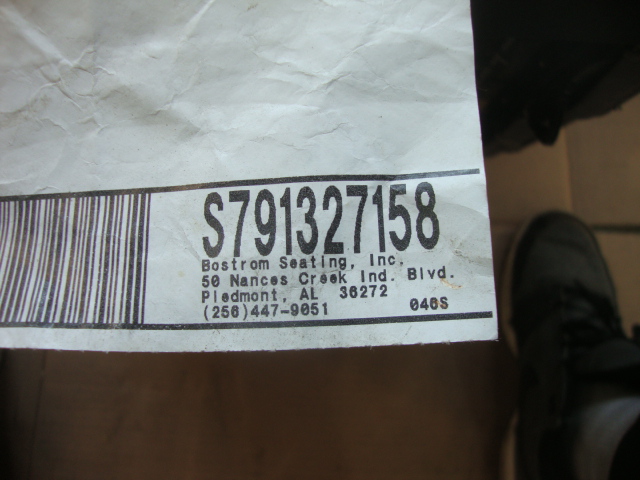 S791327158
Bostrom Seating, Inc.
50 Nances Creek Ind. Blvd.
Piedmont, AL 36272
(256)447-9051 046S